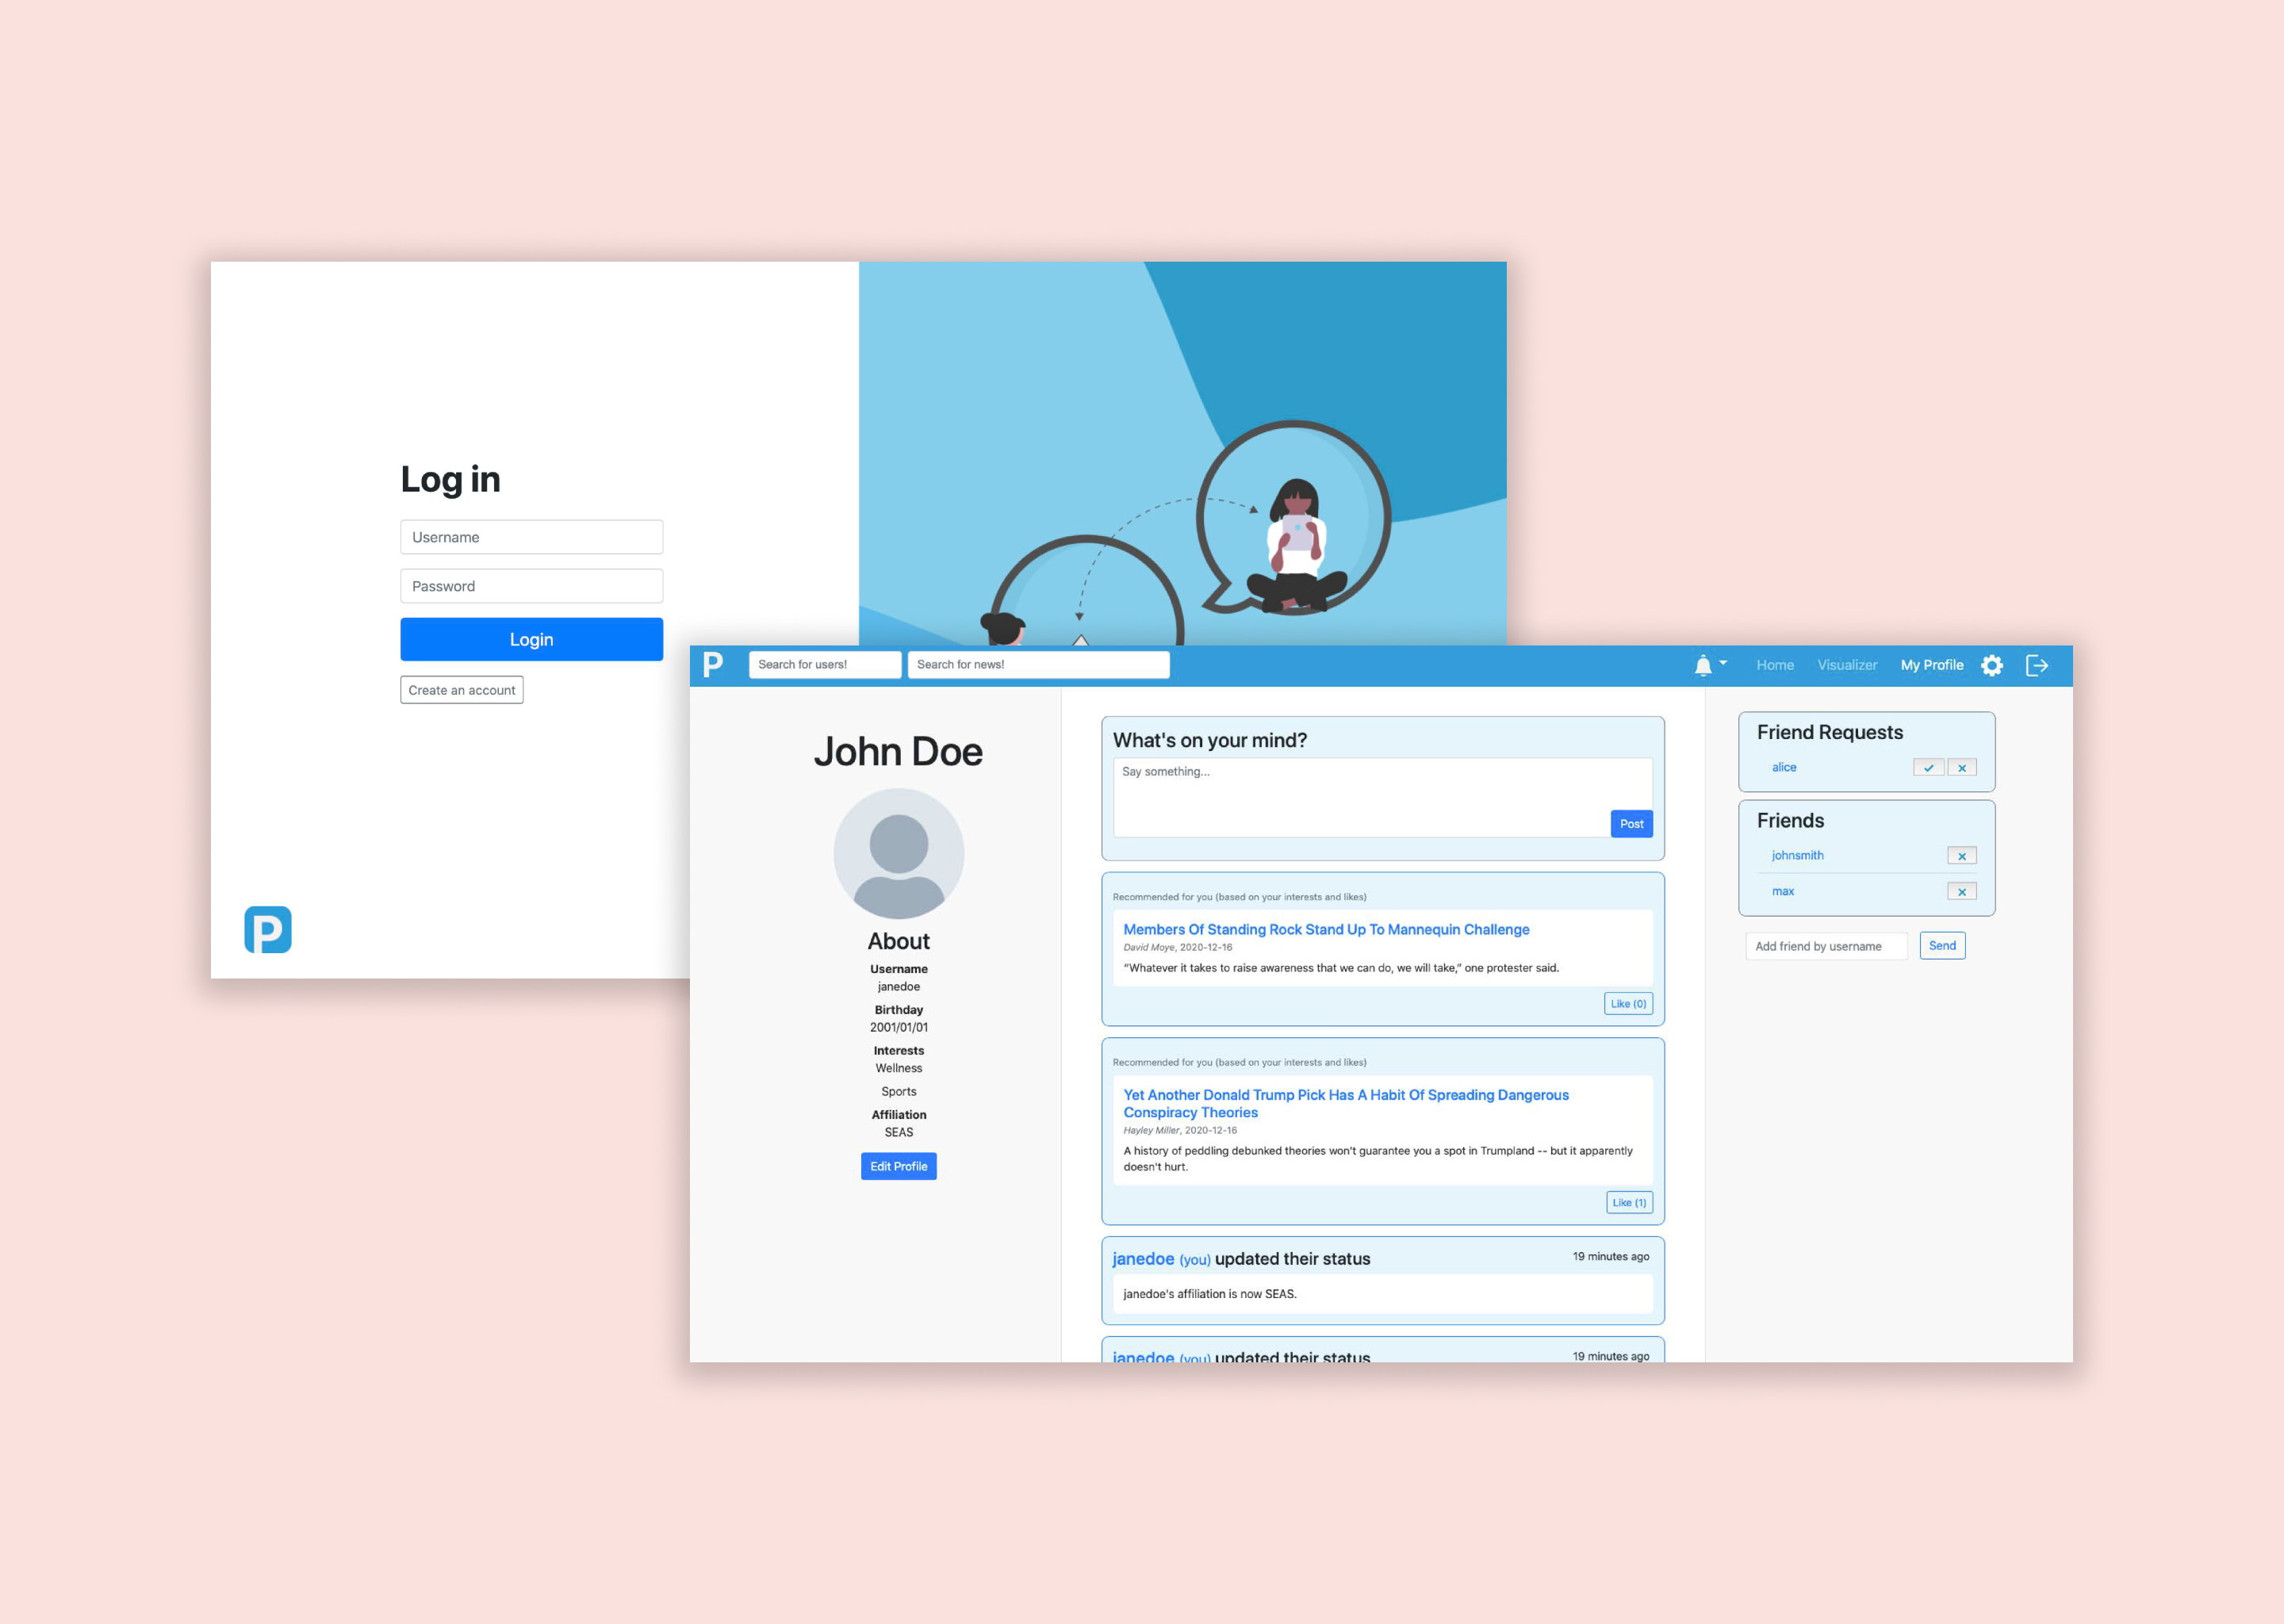 Log in
Username
Password
Login
Create an account
P
P
Search for users!
Search for news!
Home
Visualizer
My Profile
John Doe
About
Username
janedoe
Birthday
2001/01/01
Interests
Wellness
Sports
Affiliation
SEAS
Edit Profile
What's on your mind?
Say something...
Post
Recommended for you (based on your interests and likes)
Members Of Standing Rock Stand Up To Mannequin Challenge
David Moye, 2020-12-16
“Whatever it takes to raise awareness that we can do, we will take,” one protester said.
Like (0)
Recommended for you (based on your interests and likes)
Yet Another Donald Trump Pick Has A Habit Of Spreading Dangerous
Conspiracy Theories
Hayley Miller, 2020-12-16
A history of peddling debunked theories won't guarantee you a spot in Trumpland -- but it apparently
doesn't hurt.
Like (1)
janedoe (you) updated their status
19 minutes ago
janedoe's affiliation is now SEAS.
janedoe (you) updated their status
19 minutes ago
Friend Requests
alice
Friends
johnsmith
max
Add friend by username
Send